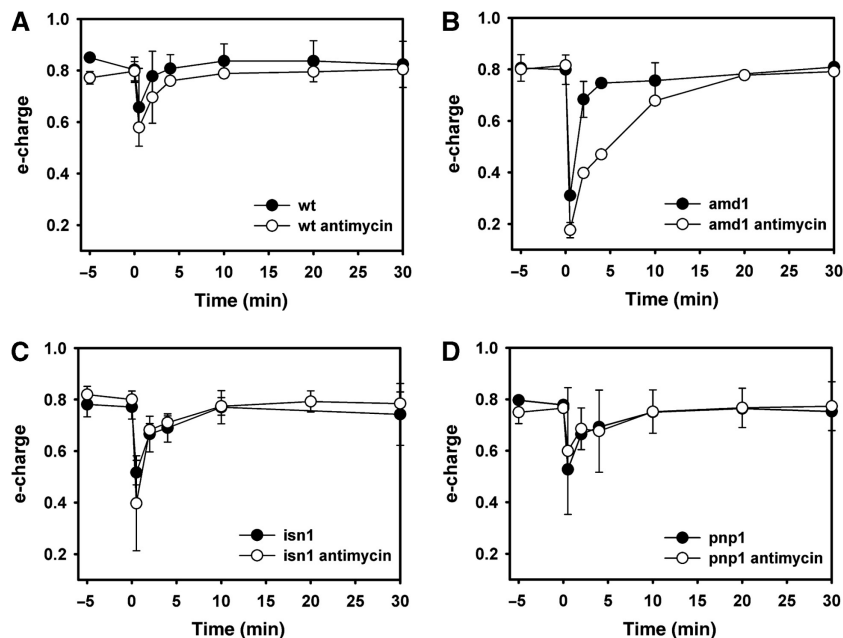 A
1.0
0.8
0.6
0.4
0.2
e-charge
wt
wt antimycin
−5 0 5 10 15 20 25 30
Time (min)
B
1.0
0.8
0.6
0.4
0.2
e-charge
amd1
amd1 antimycin
−5 0 5 10 15 20 25 30
Time (min)
C
1.0
0.8
0.6
0.4
0.2
e-charge
isn1
isn1 antimycin
−5 0 5 10 15 20 25 30
Time (min)
D
1.0
0.8
0.6
0.4
0.2
e-charge
pnp1
pnp1 antimycin
−5 0 5 10 15 20 25 30
Time (min)